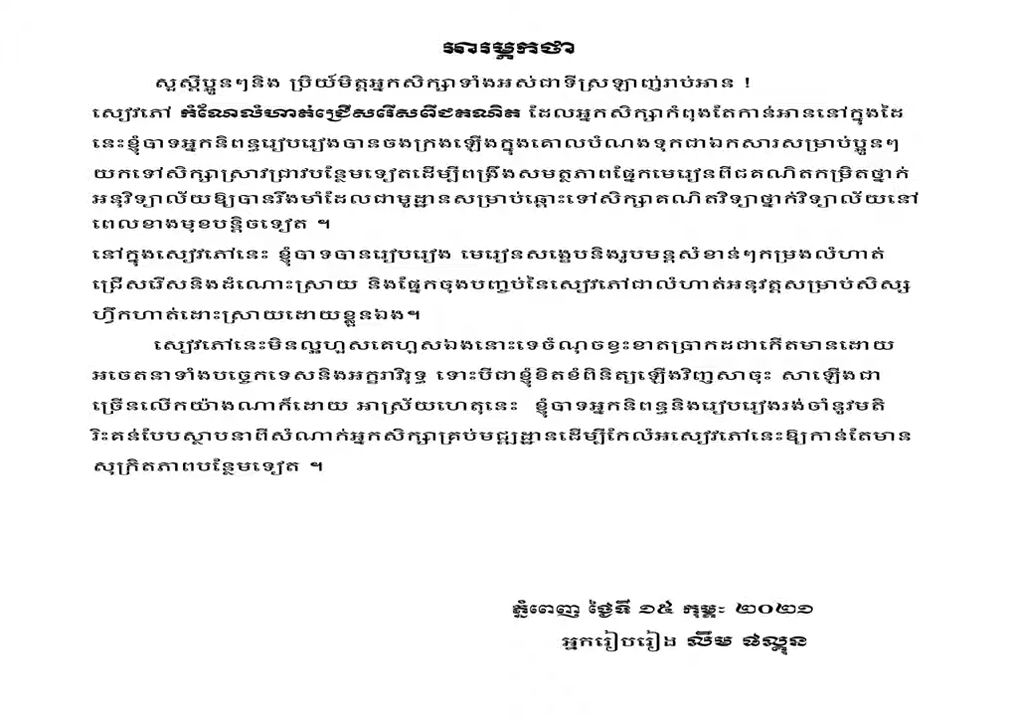 អារម្ភកថា
សួស្តីប្អូនៗនិង ប្រិយ៍មិត្តអ្នកសិក្សាទាំងអស់ជាទីស្រឡាញ់រាប់អាន !
សៀវភៅ កំណែលំហាត់ជ្រើសរើសពីជគណិត ដែលអ្នកសិក្សាកំពុងតែកាន់អាននៅក្នុងដៃ
នេះខ្ញុំបាទអ្នកនិពន្ធរៀបរៀងបានចងក្រងឡើងក្នុងគោលបំណងទុកជាឯកសារសម្រាប់ប្អូនៗ
យកទៅសិក្សាស្រាវជ្រាវបន្ថែមទៀតដើម្បីពង្រឹងសមត្ថភាពផ្នែកមេរៀនពីជគណិតកម្រិតថ្នាក់
អនុវិទ្យាល័យឱ្យបានរឹងមាំដែលជាមូដ្ឋានសម្រាប់ឆ្ពោះទៅសិក្សាគណិតវិទ្យាថ្នាក់វិទ្យាល័យនៅ
ពេលខាងមុខបន្តិចទៀត ។
នៅក្នុងសៀវភៅនេះ ខ្ញុំបាទបានរៀបរៀង មេរៀនសង្ខេបនិងរូបមន្តសំខាន់ៗកម្រងលំហាត់
ជ្រើសរើសនិងដំណោះស្រាយ និងផ្នែកចុងបញ្ចប់នៃសៀវភៅជាលំហាត់អនុវត្តសម្រាប់សិស្ស
ហ្វឹកហាត់ដោះស្រាយដោយខ្លួនឯង។
សៀវភៅនេះមិនល្អហួសគេហួសឯងនោះទេចំណុចខ្វះខាតប្រាកដជាកើតមានដោយ
អចេតនាទាំងបច្ចេកទេសនិងអក្ខរាវិរុទ្ធ ទោះបីជាខ្ញុំខិតខំពិនិត្យឡើងវិញសាចុះ សាឡើងជា
ច្រើនលើកយ៉ាងណាក៏ដោយ អាស្រ័យហេតុនេះ ខ្ញុំបាទអ្នកនិពន្ធនិងរៀបរៀងរង់ចាំនូវមតិ
រិះគន់បែបស្ថាបនាពីសំណាក់អ្នកសិក្សាគ្រប់មជ្ឈដ្ឋានដើម្បីកែលំអសៀវភៅនេះឱ្យកាន់តែមាន
សុក្រិតភាពបន្ថែមទៀត ។
ភ្នំពេញ ថ្ងៃទី ១៥ កុម្ភៈ ២០២១
អ្នករៀបរៀង លឹម ផល្គុន